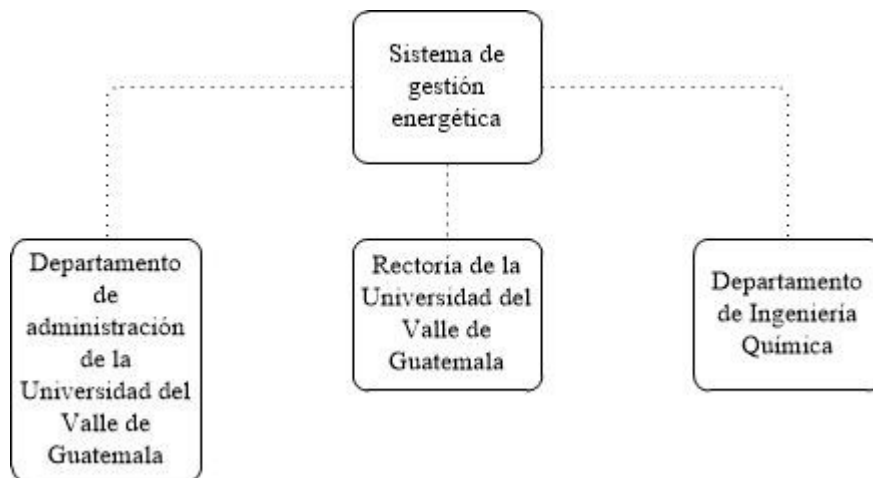 Sistema de
gestión
energética
Departamento
de
administración
de la
Universidad del
Valle de
Guatemala
Rectoría de la
Universidad del
Valle de
Guatemala
Departamento
de Ingeniería
Química